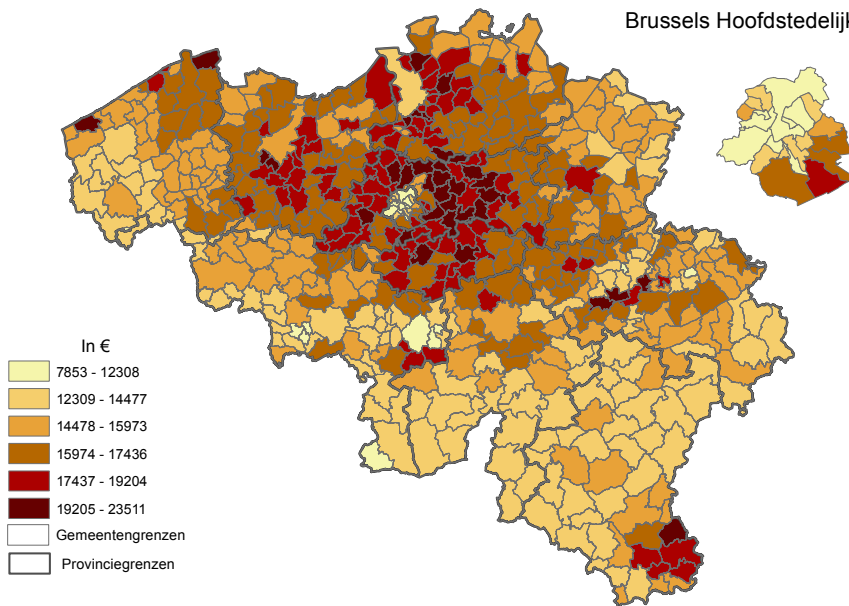 Brussels Hoofdstedelijk
In €
7853 - 12308
12309 - 14477
14478 - 15973
15974 - 17436
17437 - 19204
19205 - 23511
Gemeentengrenzen
Provinciegrenzen